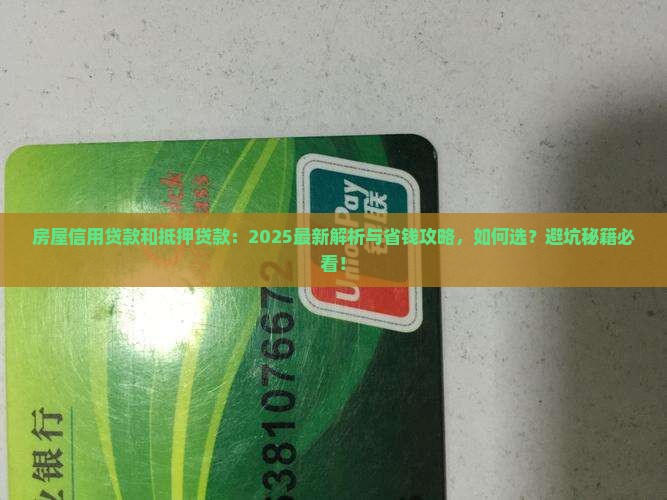 房屋信用贷款和抵押贷款：2025最新解析与省钱攻略，如何选？避坑秘籍必
看！
UnionPay
银联
业银行
6381076672